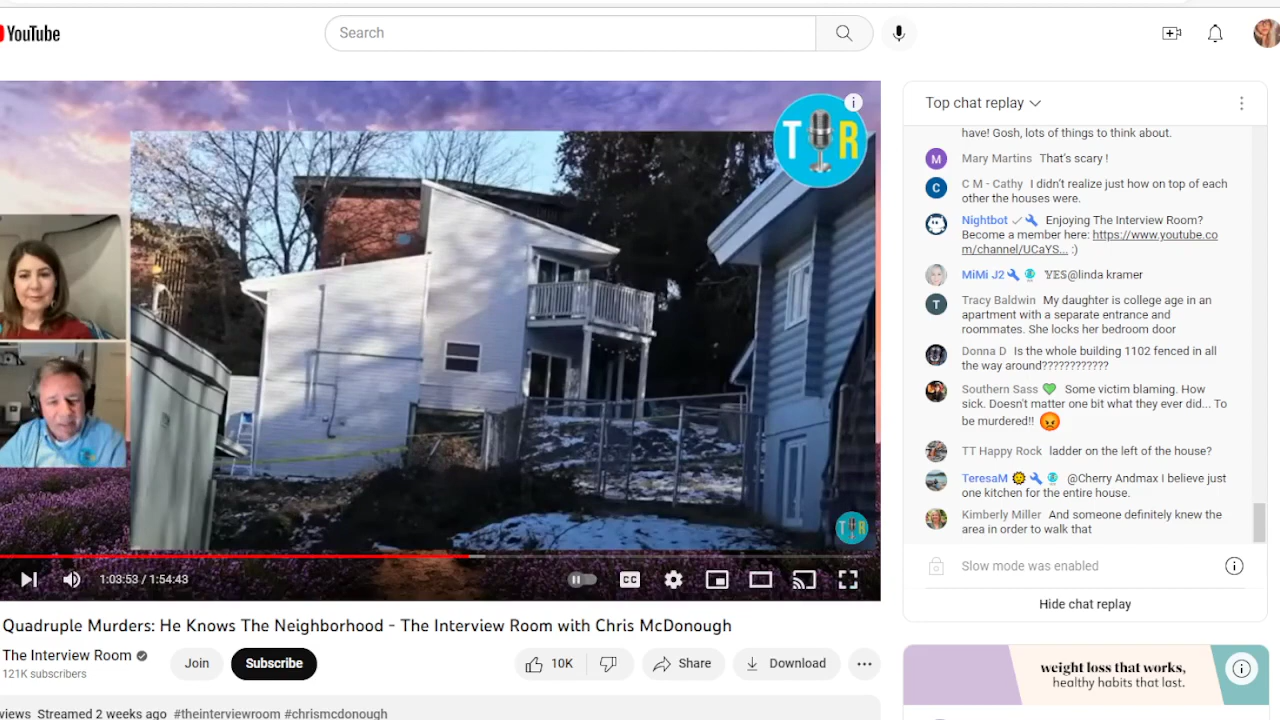 YouTube
Search
T R
Top chat replay
have! Gosh, lots of things to think about.
M Mary Martins That's scary !
C C M - Cathy I didn't realize just how on top of each
other the houses were.
Nightbot Enjoying The Interview Room?
Become a member here: https://www.youtube.co
m/channel/UCaYS... :)
MiMi J2 𝕐𝔼𝕊@linda kramer
T Tracy Baldwin My daughter is college age in an
apartment with a separate entrance and
roommates. She locks her bedroom door
Donna D Is the whole building 1102 fenced in all
the way around????????????
Southern Sass 💚 Some victim blaming. How
sick. Doesn't matter one bit what they ever did... To
be murdered!! 😡
TT Happy Rock ladder on the left of the house?
TeresaM 🌞 @Cherry Andmax I believe just
one kitchen for the entire house.
Kimberly Miller And someone definitely knew the
area in order to walk that
Slow mode was enabled
Hide chat replay
T R
1:03:53 / 1:54:43
CC
Quadruple Murders: He Knows The Neighborhood - The Interview Room with Chris McDonough
The Interview Room
121K subscribers
Join
Subscribe
10K
Share
Download
weight loss that works,
healthy habits that last.
views Streamed 2 weeks ago #theinterviewroom #chrismcdonough